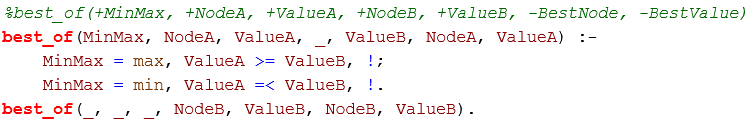 %best_of(+MinMax, +NodeA, +ValueA, +NodeB, +ValueB, -BestNode, -BestValue)
best_of(MinMax, NodeA, ValueA, _, ValueB, NodeA, ValueA) :-
    MinMax = max, ValueA >= ValueB, !;
    MinMax = min, ValueA =< ValueB, !.
best_of(_, _, _, NodeB, ValueB, NodeB, ValueB).